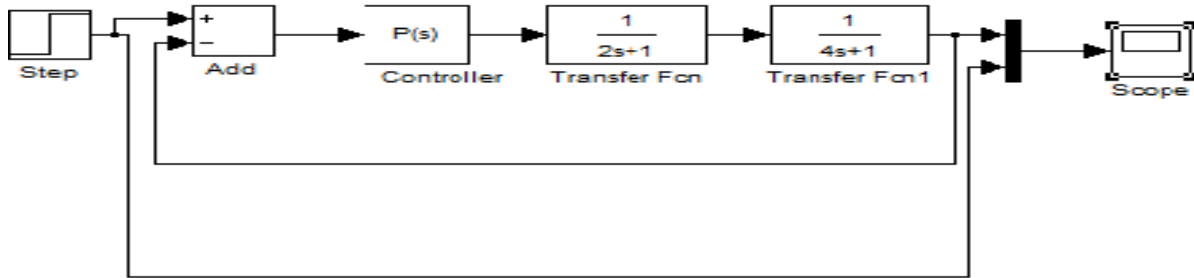 Step
+
−
Add
P(s)
Controller
1
2s+1
Transfer Fcn
1
4s+1
Transfer Fcn1
Scope